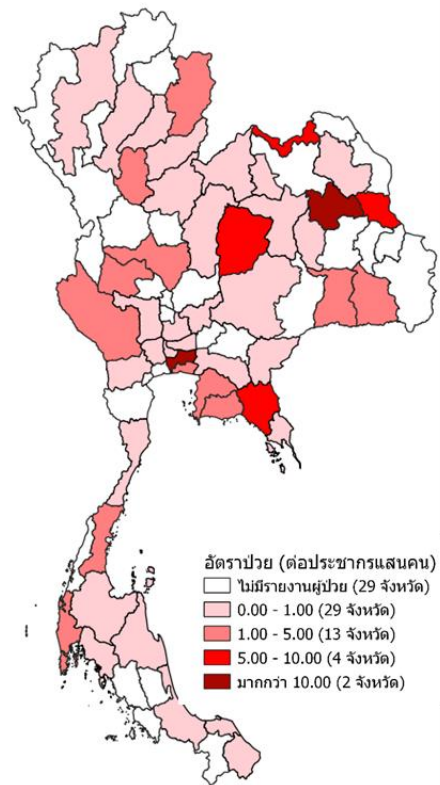 อัตราป่วย (ต่อประชากรแสนคน)
ไม่มีรายงานผู้ป่วย (29 จังหวัด)
0.00 - 1.00 (29 จังหวัด)
1.00 - 5.00 (13 จังหวัด)
5.00 - 10.00 (4 จังหวัด)
มากกว่า 10.00 (2 จังหวัด)